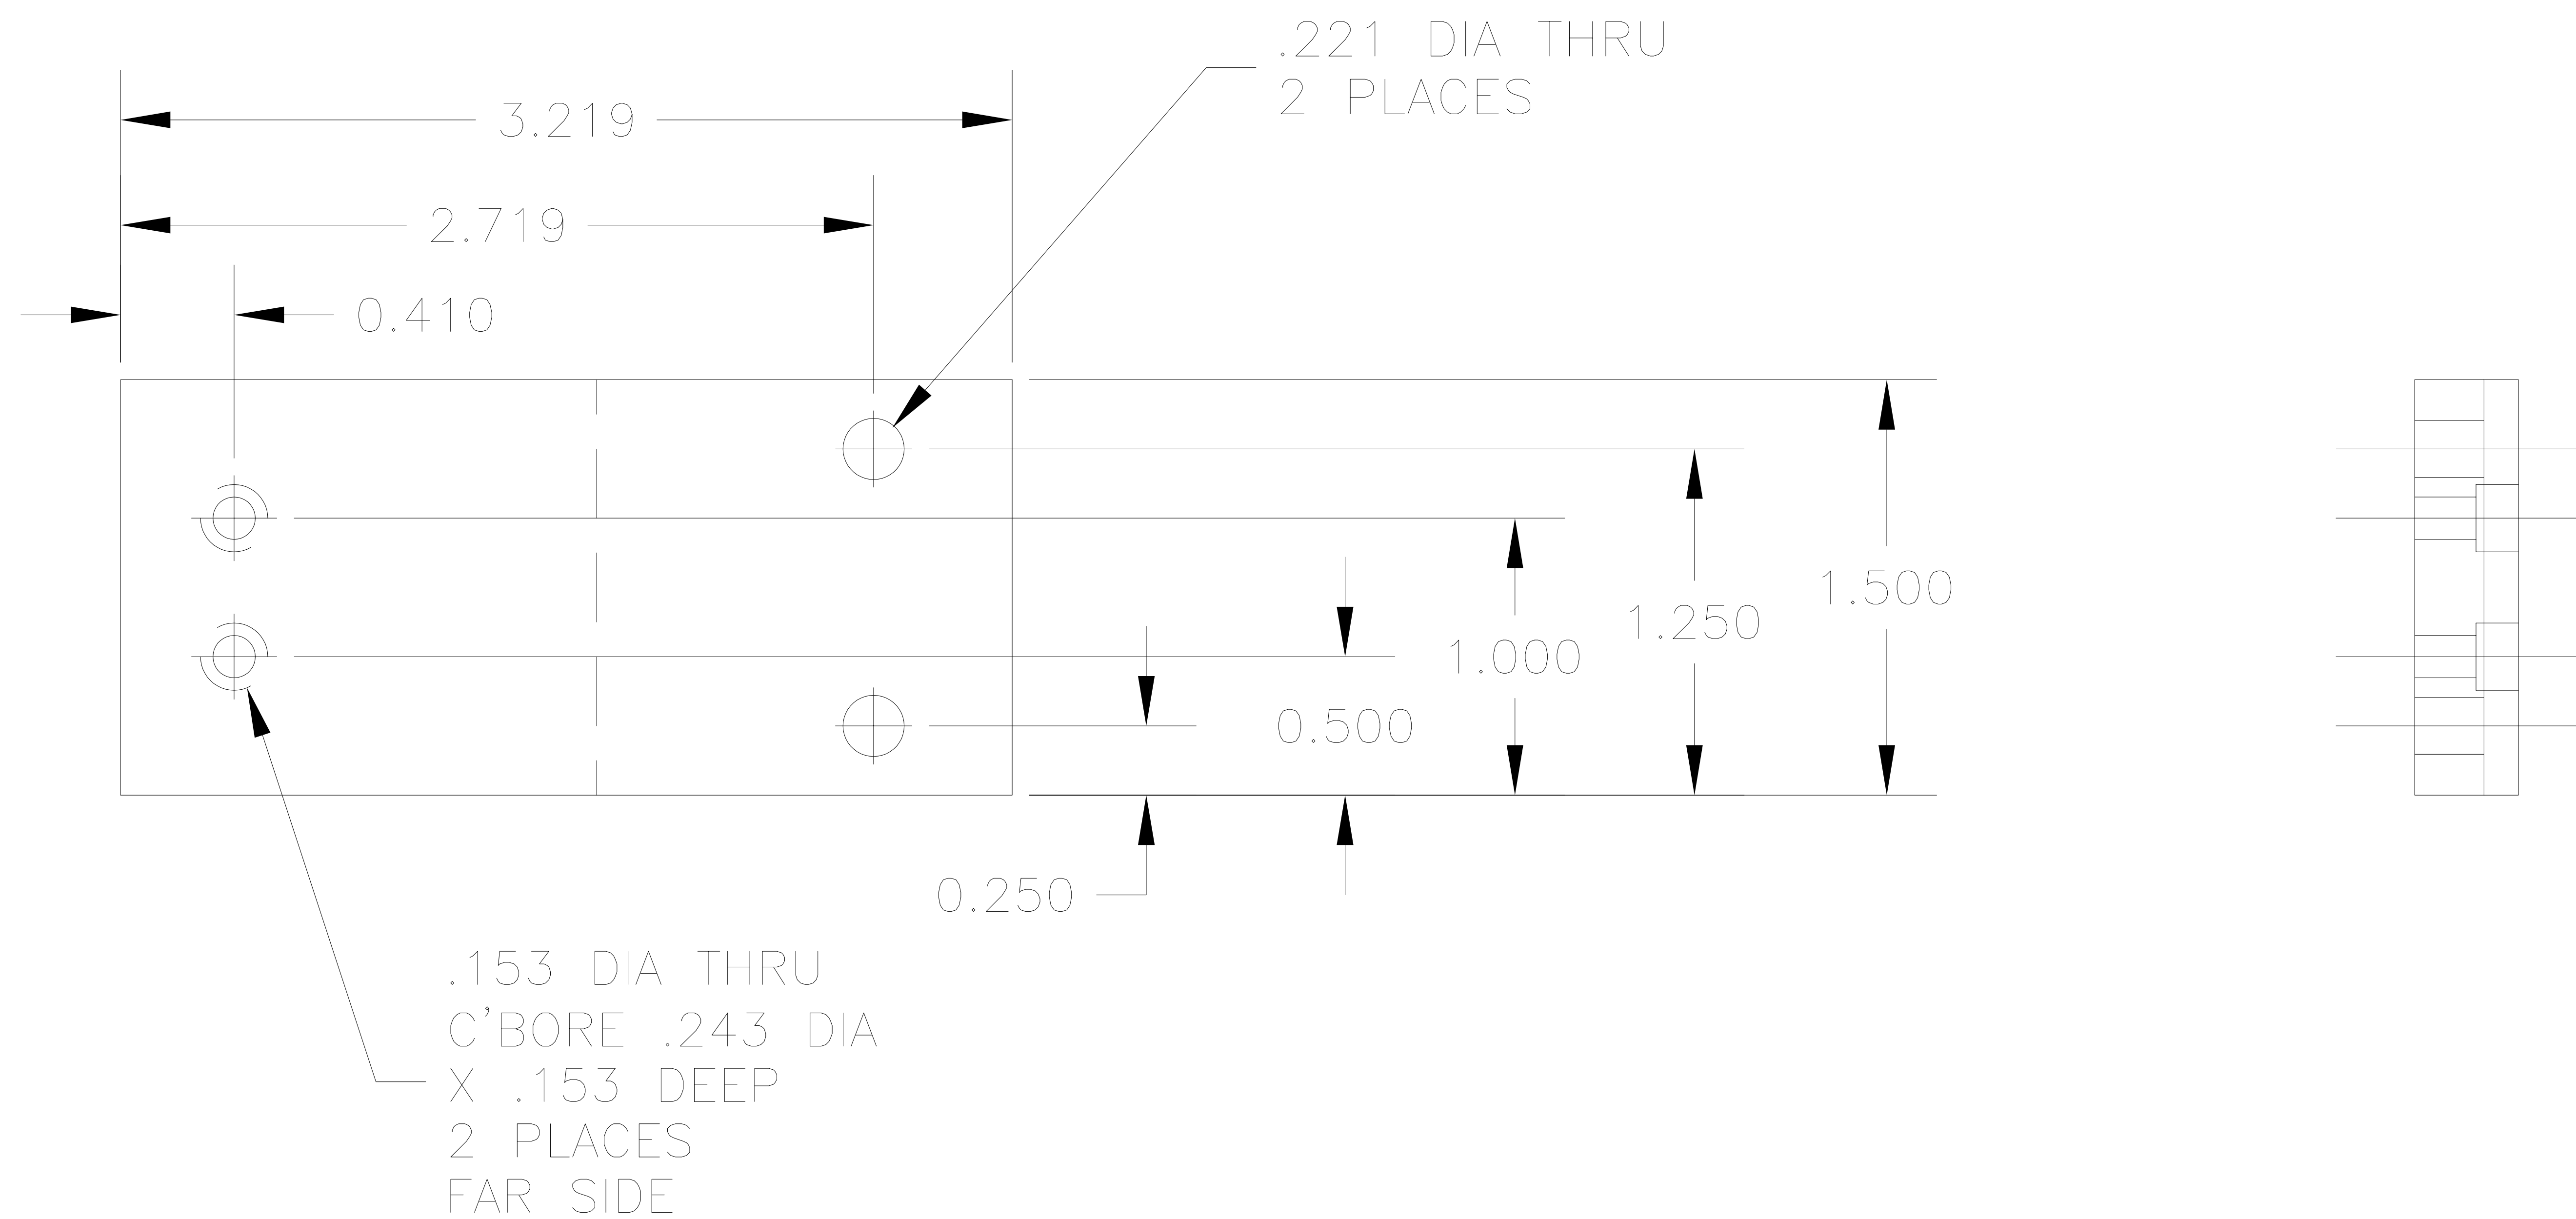 .221 DIA THRU
2 PLACES
3.219
2.719
0.410
1.500
1.250
1.000
0.500
0.250
.153 DIA THRU
C'BORE .243 DIA
X .153 DEEP
2 PLACES
FAR SIDE